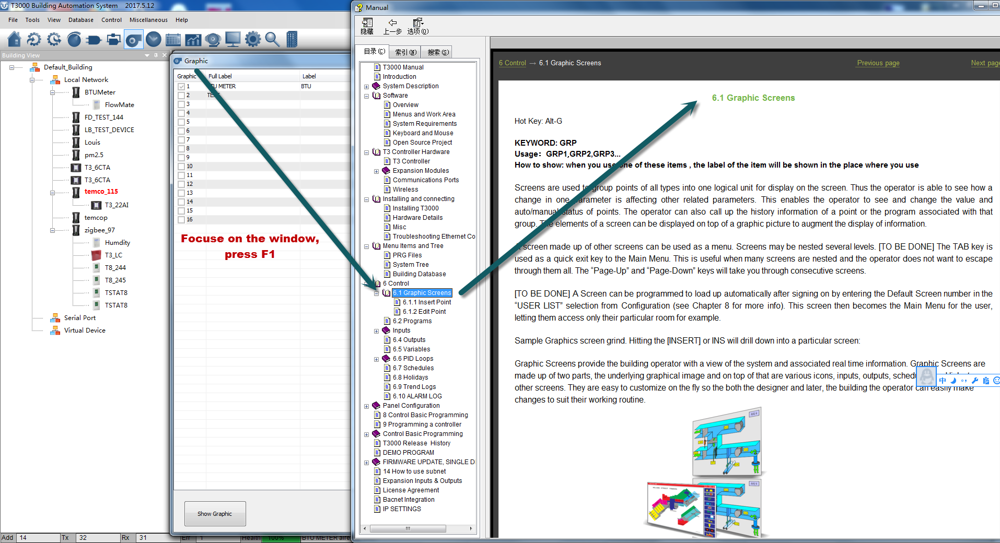 T3000 Building Automation System    2017.5.12
File Tools View Database Control Miscellaneous Help
Building View
Default_Building
Local Network
BTUMeter
FlowMate
FD_TEST_144
LB_TEST_DEVICE
Louis
pm2.5
T3_6CTA
T3_6CTA
temco_115
T3_22AI
temcop
zigbee_97
Humdity
T3_LC
T8_244
T8_245
TSTAT8
TSTAT8
Serial Port
Virtual Device
Add 14 Tx 32 Rx 31 Err 1 Health 100% BTU METER
Graphic
Graphic Full Label Label
1 METER BTU
2
3
4
5
6
7
8
9
10
11
12
13
14
15
16
Focuse on the window,
press F1
Show Graphic
Manual
隐藏 上一步 选项(O)
目录(C) 索引(N) 搜索(S)
T3000 Manual
Introduction
System Description
Software
Overview
Menus and Work Area
System Requirements
Keyboard and Mouse
Open Source Project
T3 Controller Hardware
T3 Controller
Expansion Modules
Communications Ports
Wireless
Installing and connecting
Installing T3000
Hardware Details
Misc
Troubleshooting Ethernet Co
Menu Items and Tree
PRG Files
System Tree
Building Database
6 Control
6.1 Graphic Screens
6.1.1 Insert Point
6.1.2 Edit Point
6.2 Programs
Inputs
6.4 Outputs
6.5 Variables
6.6 PID Loops
6.7 Schedules
6.8 Holidays
6.9 Trend Logs
6.10 ALARM LOG
Panel Configuration
8 Control Basic Programming
9 Programming a controller
Control Basic Programming
T3000 Release  History
DEMO PROGRAM
FIRMWARE UPDATE, SINGLE D
14 How to use subnet
Expansion Inputs & Outputs
License Agreement
Bacnet Integration
IP SETTINGS
6 Control → 6.1 Graphic Screens Previous page Next page
6.1 Graphic Screens
Hot Key: Alt-G
KEYWORD: GRP
Usage: GRP1,GRP2,GRP3...
How to show: when you use one of these items , the label of the item will be shown in the place where you use
Screens are used to group points of all types into one logical unit for display on the screen. Thus the operator is able to see how a
change in one parameter is affecting other related parameters. This enables the operator to see and change the value and
auto/manual status of points. The operator can also call up the history information of a point or the program associated with that
group. The elements of a screen can be displayed on top of a graphic picture to augment the display of information.
A screen made up of other screens can be used as a menu. Screens may be nested several levels. [TO BE DONE] The TAB key is
used as a quick exit key to the Main Menu. This is useful when many screens are nested and the operator does not want to escape
through them all. The “Page-Up” and “Page-Down” keys will take you through consecutive screens.
[TO BE DONE] A Screen can be programmed to load up automatically after signing on by entering the Default Screen number in the
“USER LIST” selection from Configuration (see Chapter 8 for more info). This screen then becomes the Main Menu for the user,
letting them access only their particular room for example.
Sample Graphics screen grind. Hitting the [INSERT] or INS will drill down into a particular screen:
Graphic Screens provide the building operator with a view of the system and associated real time information. Graphic Screens are
made up of two parts, the underlying graphical image and on top of that are various icons, inputs, outputs,
other screens. They are easy to customize on the fly so the both the designer and later, the building the operator can easily make
changes to suit their working routine.
中
AHU 4
AHU 4